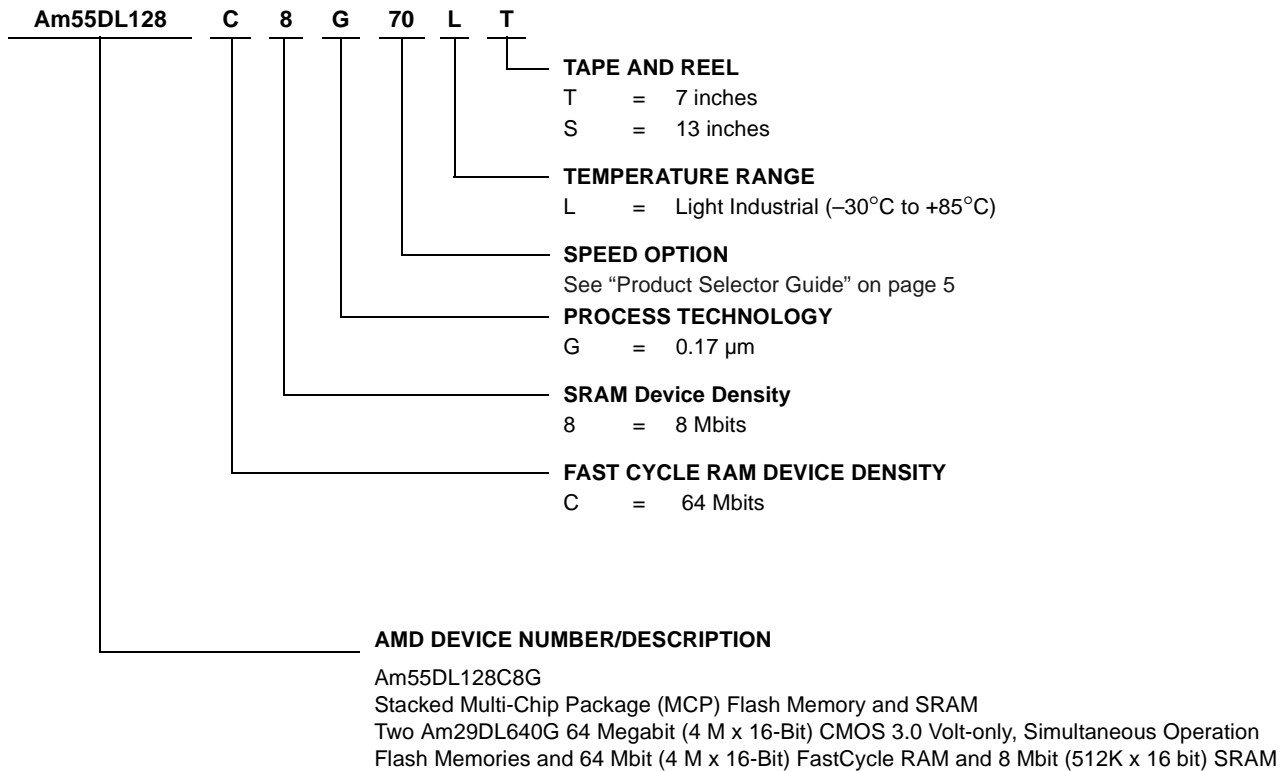 Am55DL128 C 8 G 70 L T
TAPE AND REEL
T = 7 inches
S = 13 inches
TEMPERATURE RANGE
L = Light Industrial (–30°C to +85°C)
SPEED OPTION
See “Product Selector Guide” on page 5
PROCESS TECHNOLOGY
G = 0.17 µm
SRAM Device Density
8 = 8 Mbits
FAST CYCLE RAM DEVICE DENSITY
C = 64 Mbits
AMD DEVICE NUMBER/DESCRIPTION
Am55DL128C8G
Stacked Multi-Chip Package (MCP) Flash Memory and SRAM
Two Am29DL640G 64 Megabit (4 M x 16-Bit) CMOS 3.0 Volt-only, Simultaneous Operation
Flash Memories and 64 Mbit (4 M x 16-Bit) FastCycle RAM and 8 Mbit (512K x 16 bit) SRAM